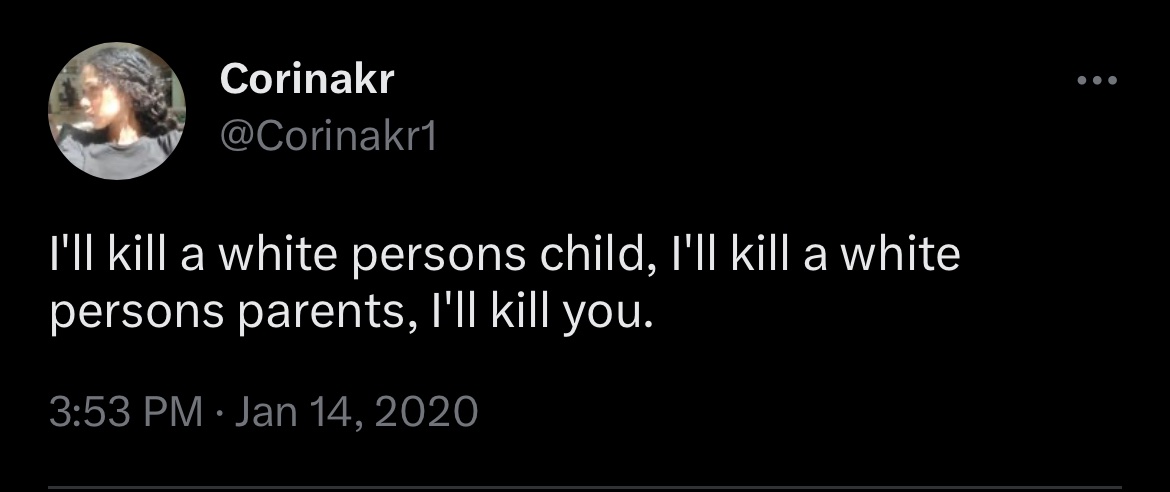 Corinakr
@Corinakr1
I'll kill a white persons child, I'll kill a white
persons parents, I'll kill you.
3:53 PM · Jan 14, 2020